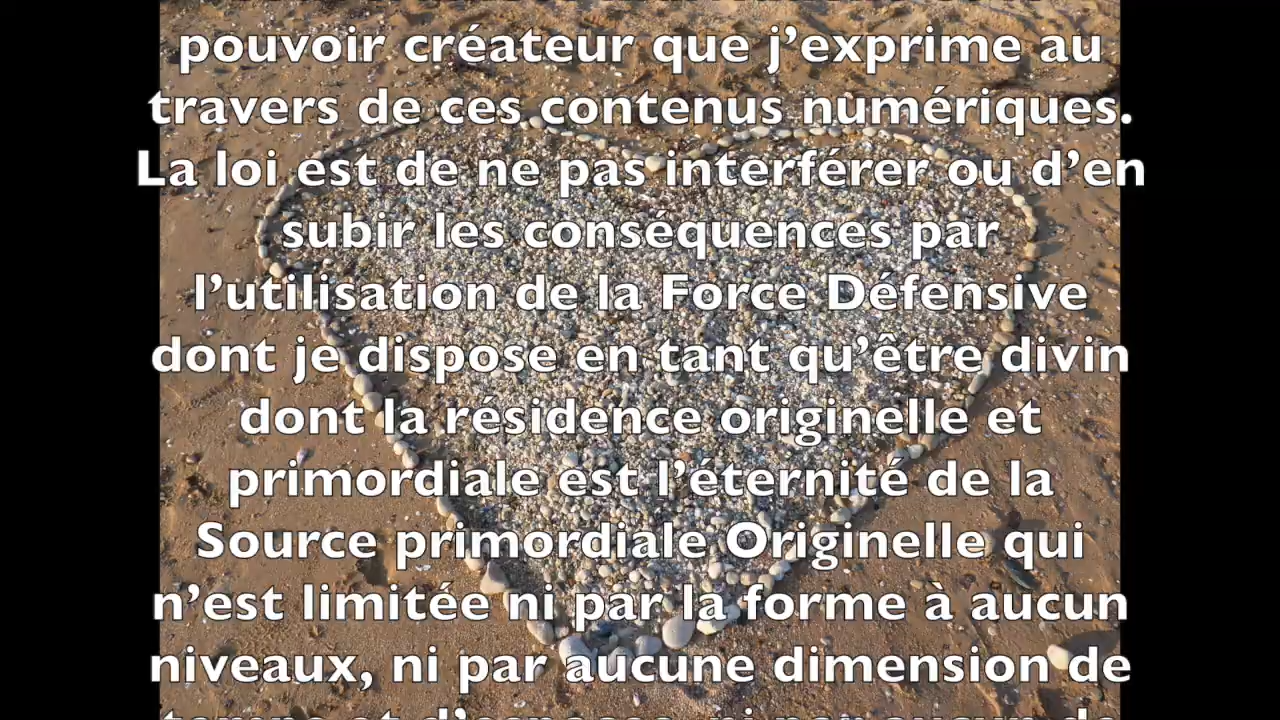 pouvoir créateur que j’exprime au
travers de ces contenus numériques.
La loi est de ne pas interférer ou d’en
subir les conséquences par
l’utilisation de la Force Défensive
dont je dispose en tant qu’être divin
dont la résidence originelle et
primordiale est l’éternité de la
Source primordiale Originelle qui
n’est limitée ni par la forme à aucun
niveaux, ni par aucune dimension de